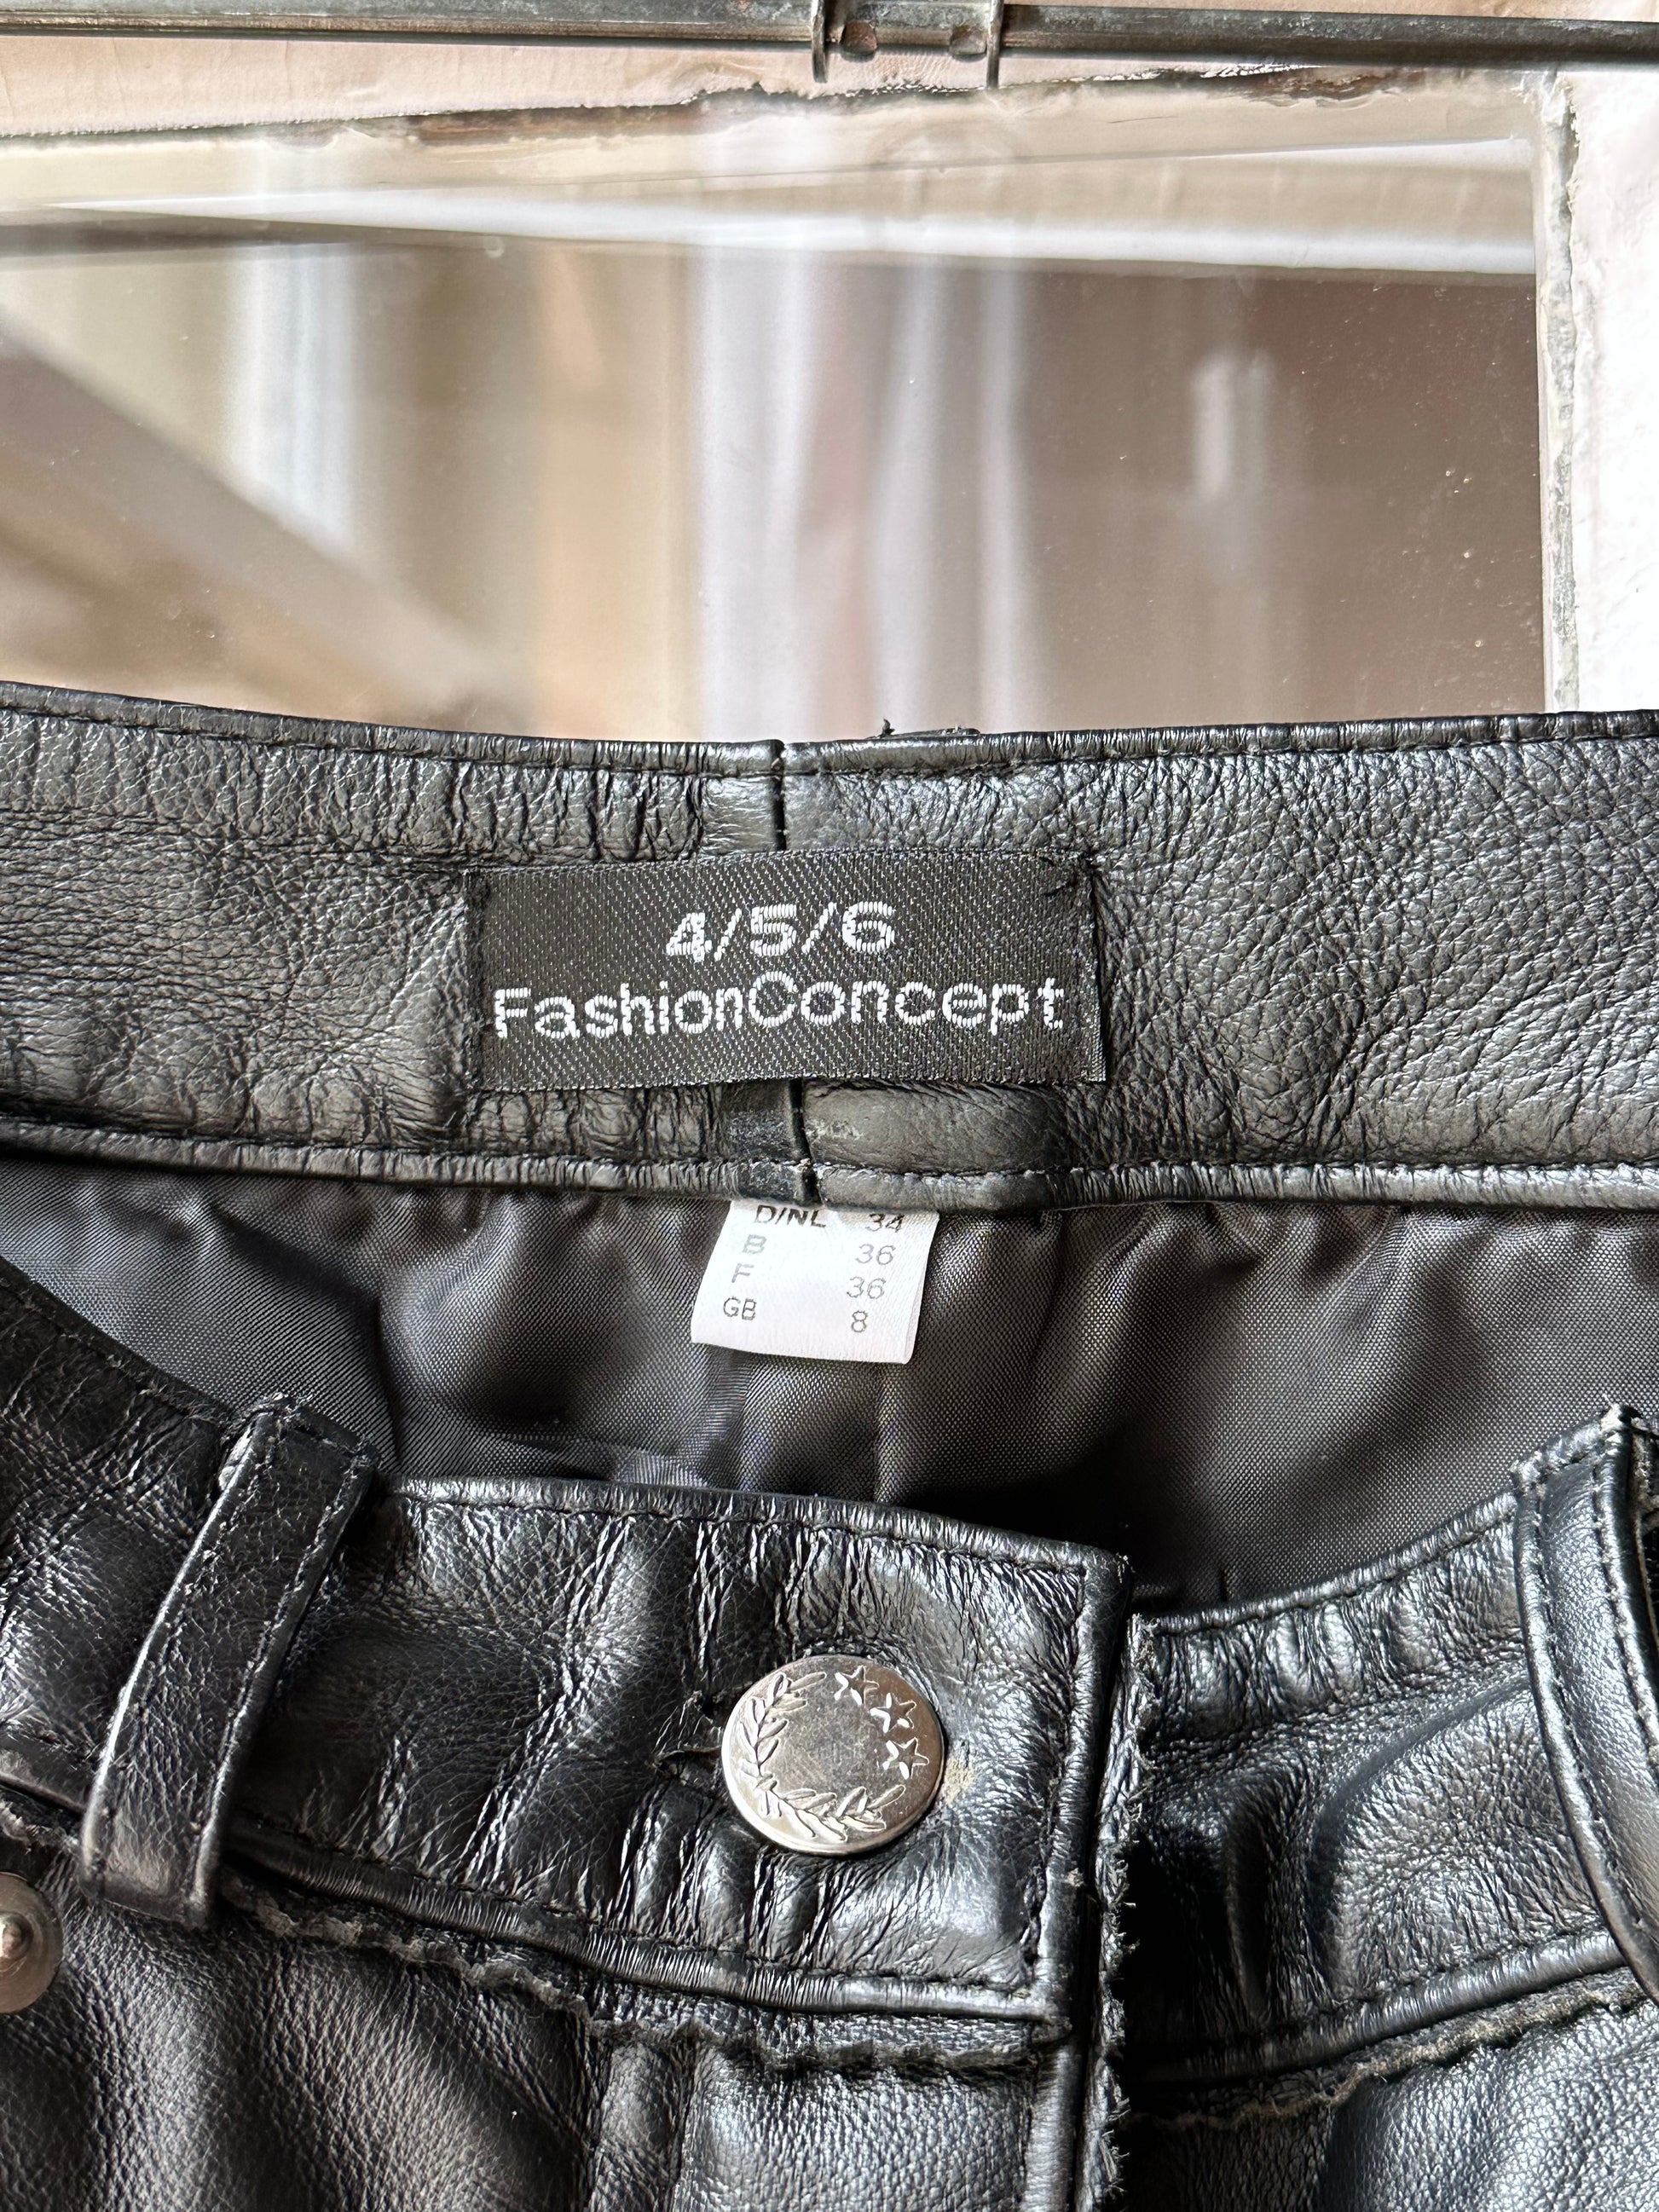 4/5/6
FashionConcept
D/NL 34
B 36
F 36
GB 8